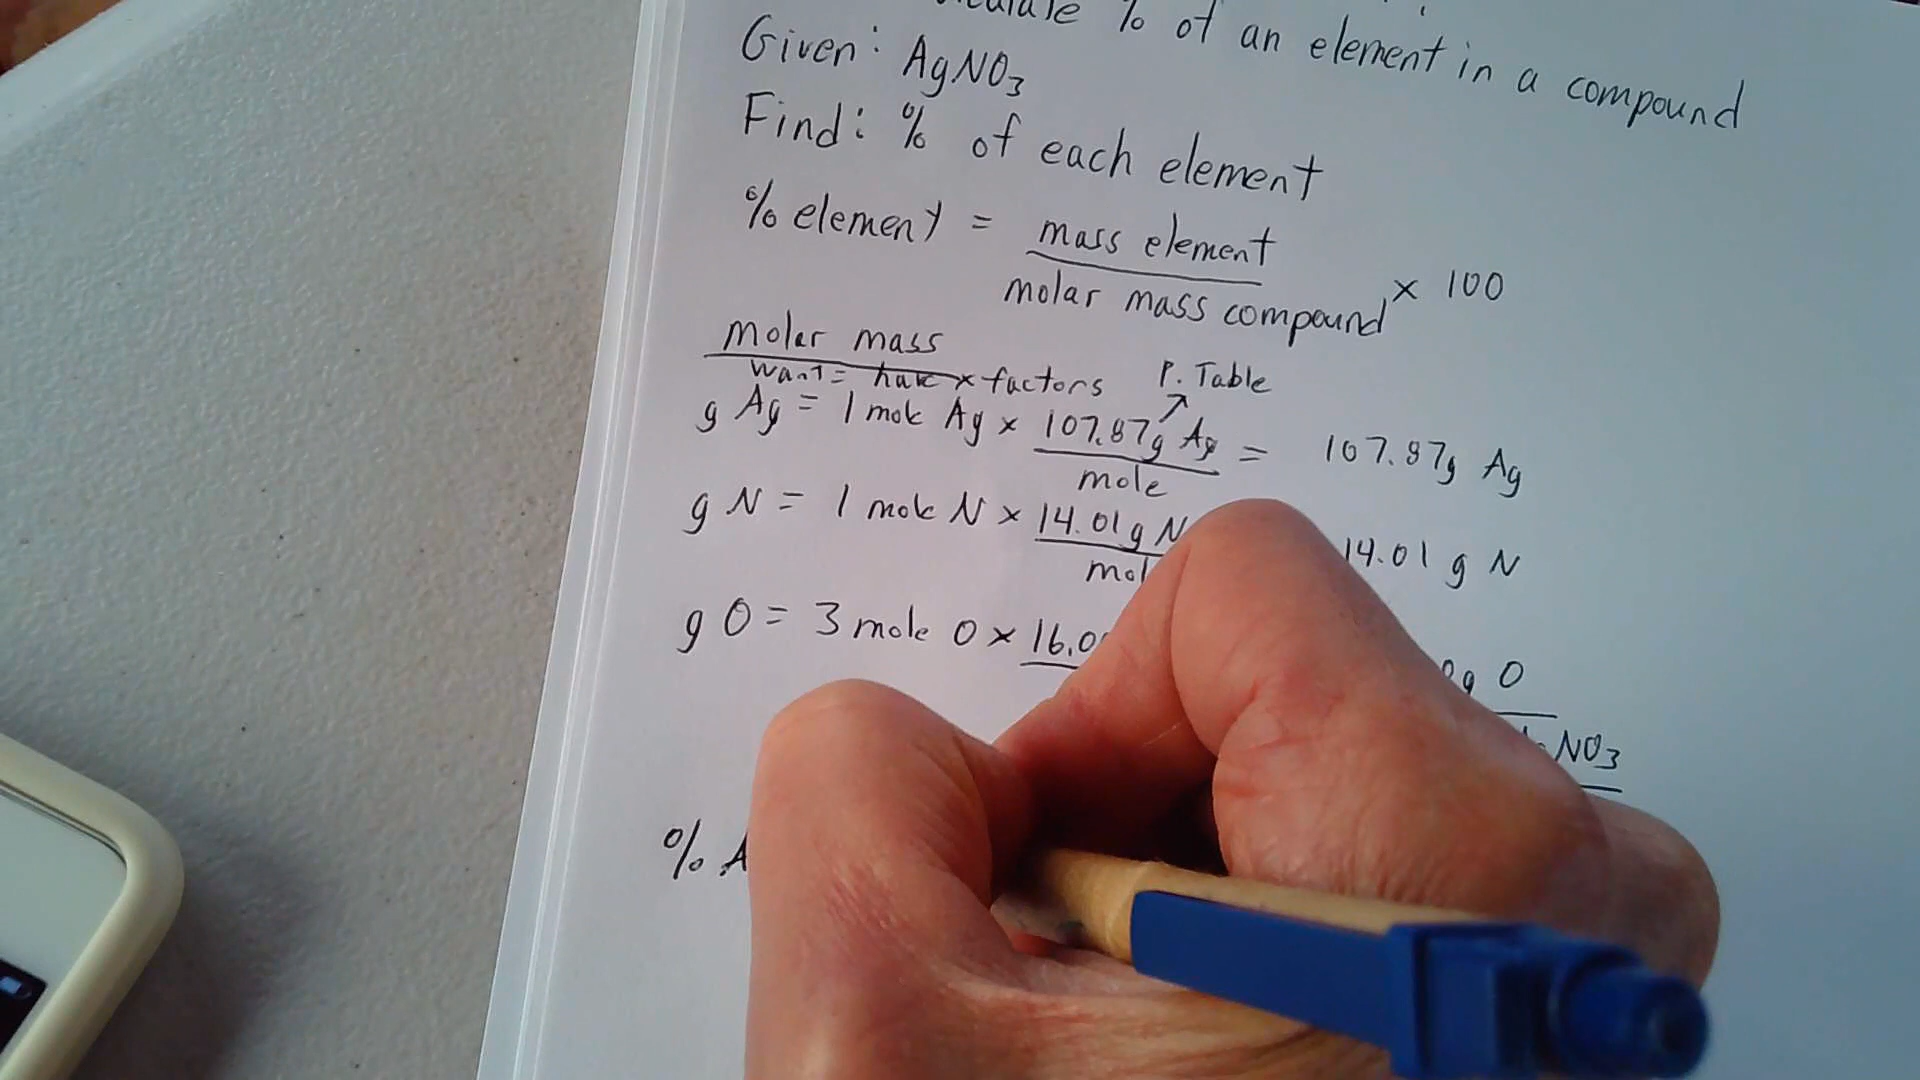 % of an element in a compound
Given: AgNO3
Find: % of each element
% element = mass element / molar mass compound × 100
molar mass
want = have × factors P. Table
g Ag = 1 mole Ag × 107.87g Ag / mole = 107.87g Ag
g N = 1 mole N × 14.01g N 14.01 g N
g O = 3 mole O × 16.0 g O
NO3
% A